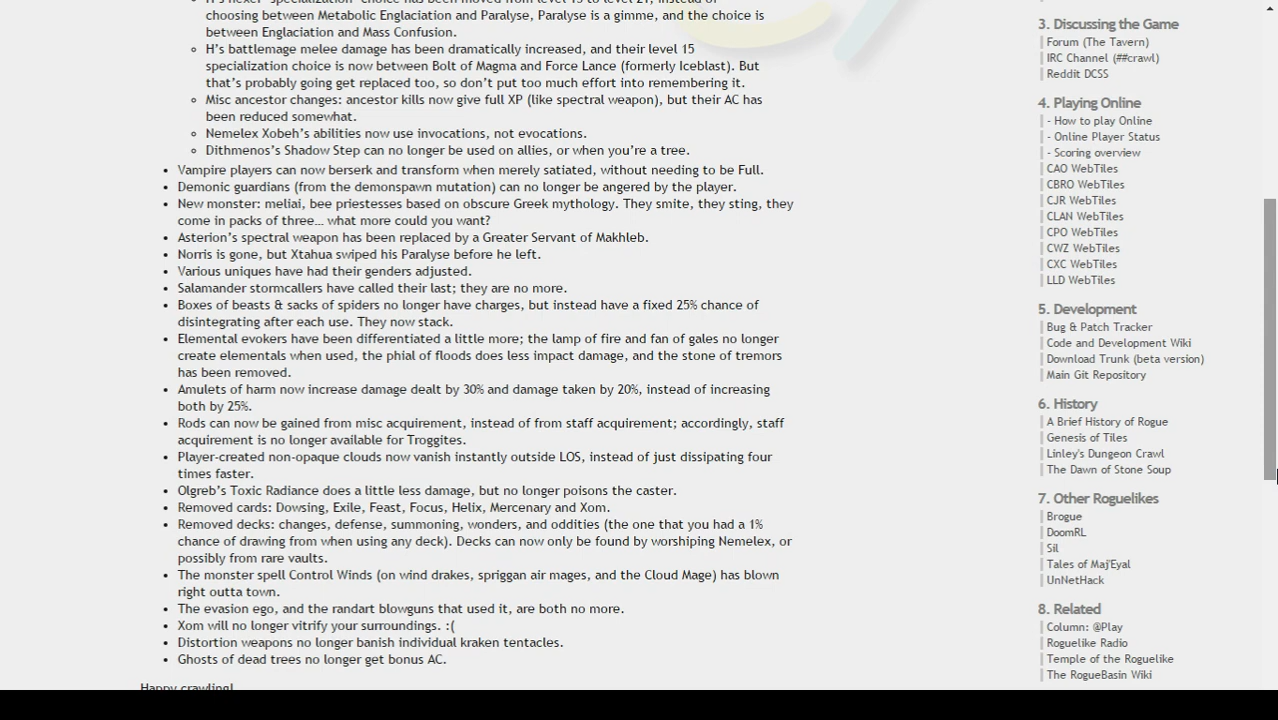 choosing between Metabolic Englaciation and Paralyse, Paralyse is a gimme, and the choice is
between Englaciation and Mass Confusion.
H's battlemage melee damage has been dramatically increased, and their level 15
specialization choice is now between Bolt of Magma and Force Lance (formerly Iceblast). But
that's probably going get replaced too, so don't put too much effort into remembering it.
Misc ancestor changes: ancestor kills now give full XP (like spectral weapon), but their AC has
been reduced somewhat.
Nemelex Xobeh's abilities now use invocations, not evocations.
Dithmenos's Shadow Step can no longer be used on allies, or when you're a tree.
Vampire players can now berserk and transform when merely satiated, without needing to be Full.
Demonic guardians (from the demonspawn mutation) can no longer be angered by the player.
New monster: meliai, bee priestesses based on obscure Greek mythology. They smite, they sting, they
come in packs of three… what more could you want?
Asterion's spectral weapon has been replaced by a Greater Servant of Makhleb.
Norris is gone, but Xtahua swiped his Paralyse before he left.
Various uniques have had their genders adjusted.
Salamander stormcallers have called their last; they are no more.
Boxes of beasts & sacks of spiders no longer have charges, but instead have a fixed 25% chance of
disintegrating after each use. They now stack.
Elemental evokers have been differentiated a little more; the lamp of fire and fan of gales no longer
create elementals when used, the phial of floods does less impact damage, and the stone of tremors
has been removed.
Amulets of harm now increase damage dealt by 30% and damage taken by 20%, instead of increasing
both by 25%.
Rods can now be gained from misc acquirement, instead of from staff acquirement; accordingly, staff
acquirement is no longer available for Troggites.
Player-created non-opaque clouds now vanish instantly outside LOS, instead of just dissipating four
times faster.
Olgreb's Toxic Radiance does a little less damage, but no longer poisons the caster.
Removed cards: Dowsing, Exile, Feast, Focus, Helix, Mercenary and Xom.
Removed decks: changes, defense, summoning, wonders, and oddities (the one that you had a 1%
chance of drawing from when using any deck). Decks can now only be found by worshiping Nemelex, or
possibly from rare vaults.
The monster spell Control Winds (on wind drakes, spriggan air mages, and the Cloud Mage) has blown
right outta town.
The evasion ego, and the randart blowguns that used it, are both no more.
Xom will no longer vitrify your surroundings. :(
Distortion weapons no longer banish individual kraken tentacles.
Ghosts of dead trees no longer get bonus AC.
Happy crawling!
3. Discussing the Game
Forum (The Tavern)
IRC Channel (##crawl)
Reddit DCSS
4. Playing Online
- How to play Online
- Online Player Status
- Scoring overview
CAO WebTiles
CBRO WebTiles
CJR WebTiles
CLAN WebTiles
CPO WebTiles
CWZ WebTiles
CXC WebTiles
LLD WebTiles
5. Development
Bug & Patch Tracker
Code and Development Wiki
Download Trunk (beta version)
Main Git Repository
6. History
A Brief History of Rogue
Genesis of Tiles
Linley's Dungeon Crawl
The Dawn of Stone Soup
7. Other Roguelikes
Brogue
DoomRL
Sil
Tales of Maj'Eyal
UnNetHack
8. Related
Column: @Play
Roguelike Radio
Temple of the Roguelike
The RogueBasin Wiki